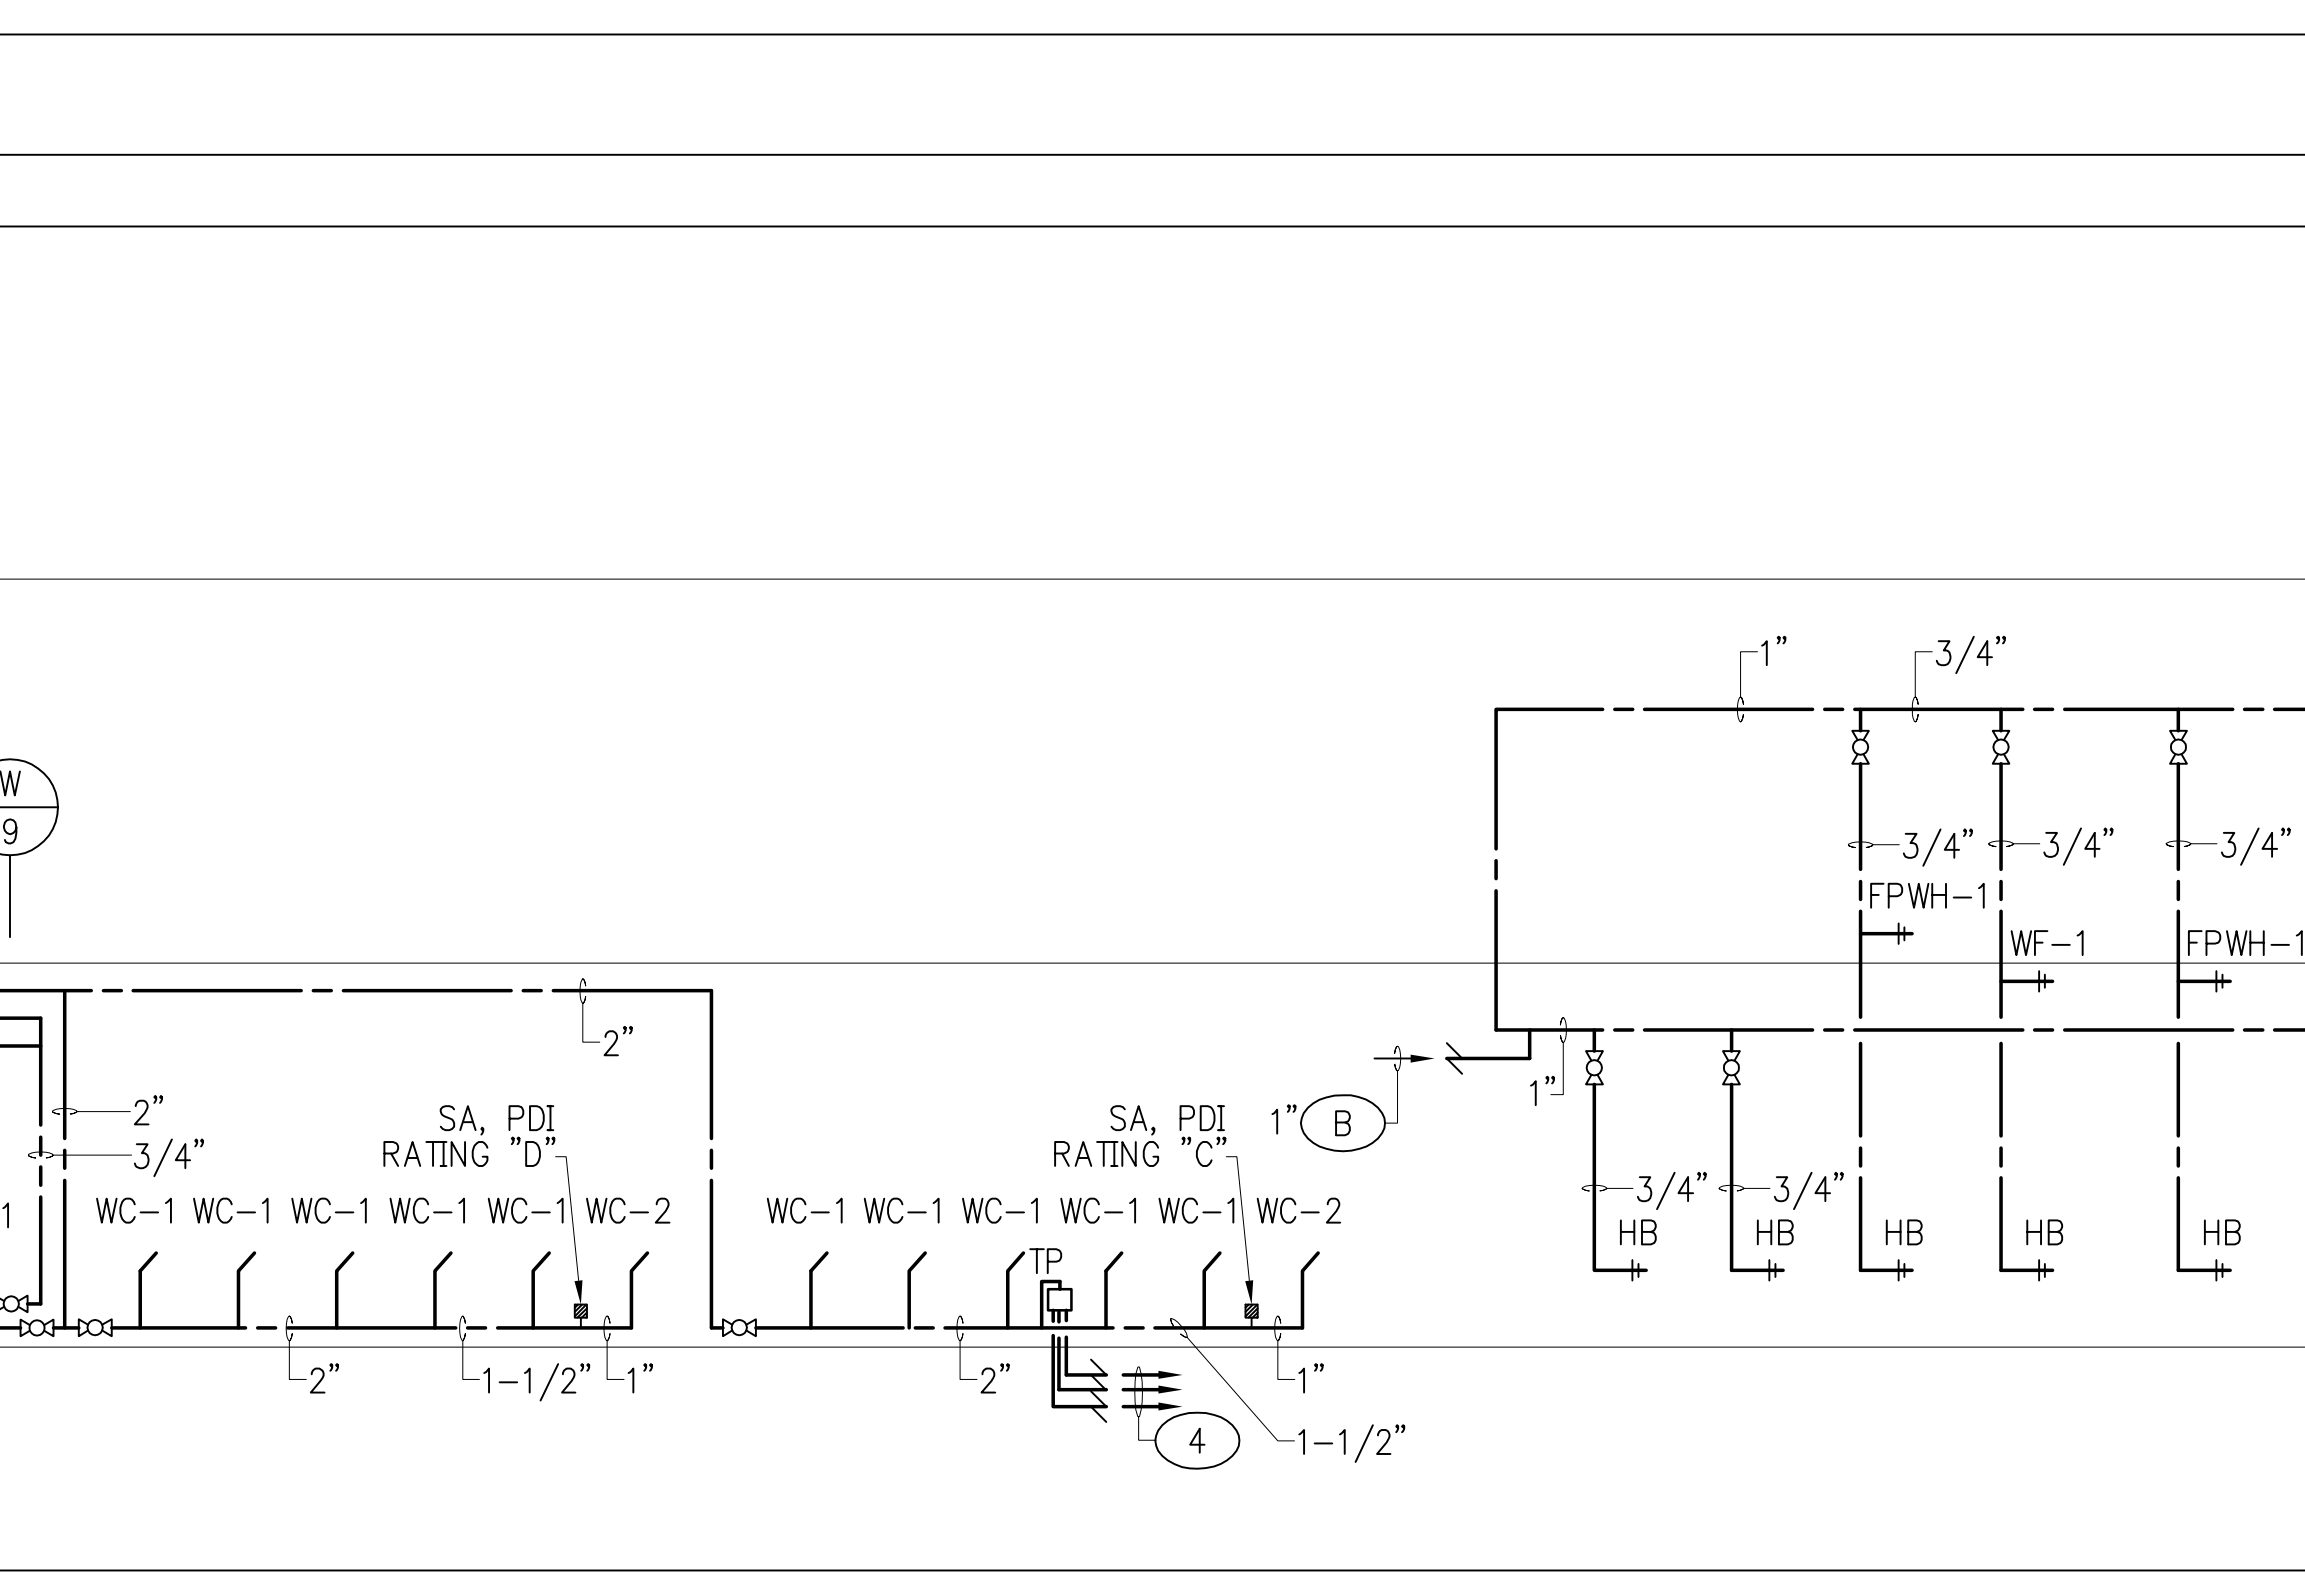 1”
3/4”
W
9
3/4”
3/4”
3/4”
FPWH-1
WF-1
FPWH-1
2”
2”
3/4”
1
SA, PDI
RATING ”D”
SA, PDI
RATING ”C”
1”
B
1”
WC-1
WC-1
WC-1
WC-1
WC-1
WC-2
WC-1
WC-1
WC-1
WC-1
WC-1
WC-2
3/4”
3/4”
HB
HB
HB
HB
HB
TP
2”
1-1/2”
1”
2”
1”
4
1-1/2”